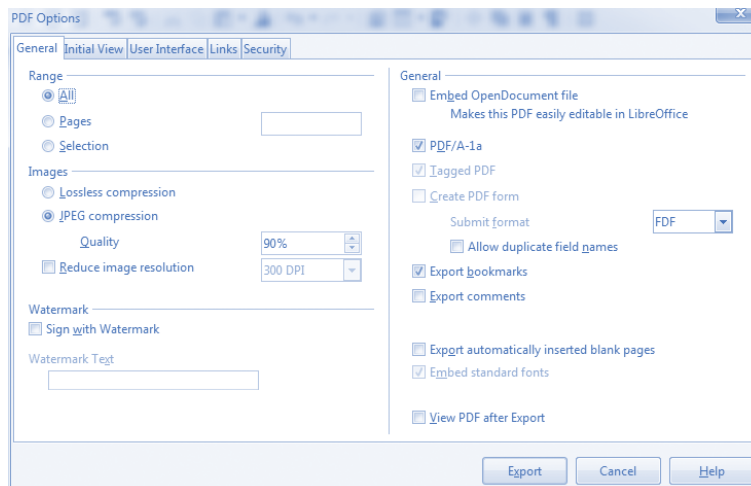 PDF Options
General Initial View User Interface Links Security
Range
All
Pages
Selection
Images
Lossless compression
JPEG compression
Quality 90%
Reduce image resolution 300 DPI
Watermark
Sign with Watermark
Watermark Text
General
Embed OpenDocument file
Makes this PDF easily editable in LibreOffice
PDF/A-1a
Tagged PDF
Create PDF form
Submit format FDF
Allow duplicate field names
Export bookmarks
Export comments
Export automatically inserted blank pages
Embed standard fonts
View PDF after Export
Export Cancel Help